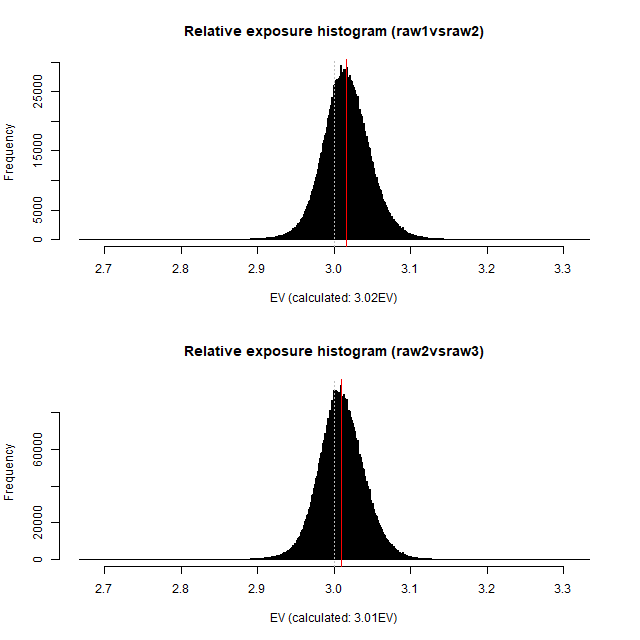 Relative exposure histogram (raw1vsraw2)
Frequency
25000
15000
5000
0
2.7 2.8 2.9 3.0 3.1 3.2 3.3
EV (calculated: 3.02EV)
Relative exposure histogram (raw2vsraw3)
Frequency
60000
20000
0
2.7 2.8 2.9 3.0 3.1 3.2 3.3
EV (calculated: 3.01EV)